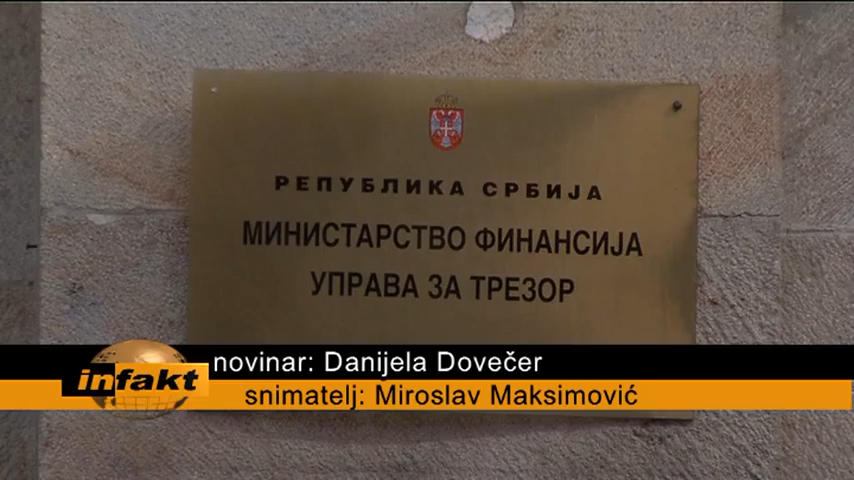 РЕПУБЛИКА СРБИЈА
МИНИСТАРСТВО ФИНАНСИЈА
УПРАВА ЗА ТРЕЗОР
infakt
novinar: Danijela Dovečer
snimatelj: Miroslav Maksimović